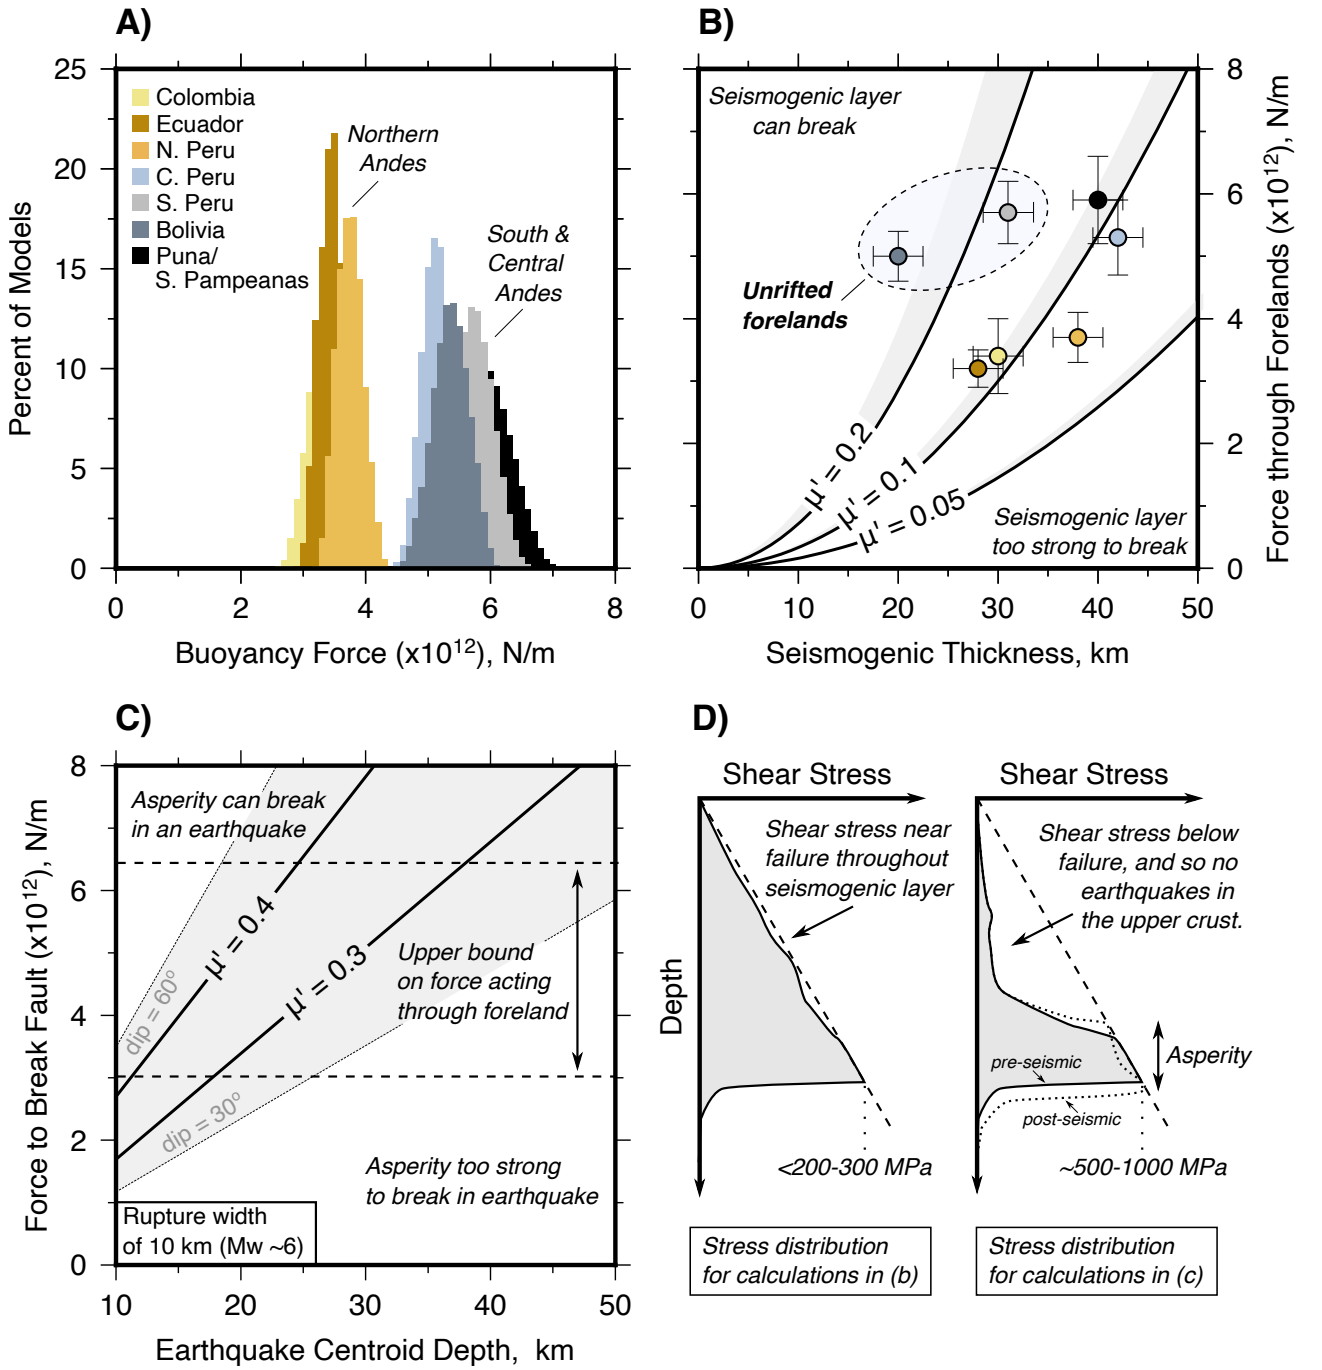 A)
25
20
15
10
5
0
Percent of Models
Colombia
Ecuador
N. Peru
C. Peru
S. Peru
Bolivia
Puna/
S. Pampeanas
Northern
Andes
South &
Central
Andes
0 2 4 6 8
Buoyancy Force (x10¹²), N/m
B)
Seismogenic layer
can break
Unrifted
forelands
μ' = 0.2
μ' = 0.1
μ' = 0.05
Seismogenic layer
too strong to break
8
6
4
2
0
Force through Forelands (x10¹²), N/m
0 10 20 30 40 50
Seismogenic Thickness, km
C)
8
6
4
2
0
Force to Break Fault (x10¹²), N/m
Asperity can break
in an earthquake
μ' = 0.4
μ' = 0.3
dip = 60°
dip = 30°
Upper bound
on force acting
through foreland
Asperity too strong
to break in earthquake
Rupture width
of 10 km (Mw ~6)
10 20 30 40 50
Earthquake Centroid Depth, km
D)
Shear Stress
Depth
Shear stress near
failure throughout
seismogenic layer
<200-300 MPa
Stress distribution
for calculations in (b)
Shear Stress
Shear stress below
failure, and so no
earthquakes in
the upper crust.
Asperity
pre-seismic
post-seismic
~500-1000 MPa
Stress distribution
for calculations in (c)